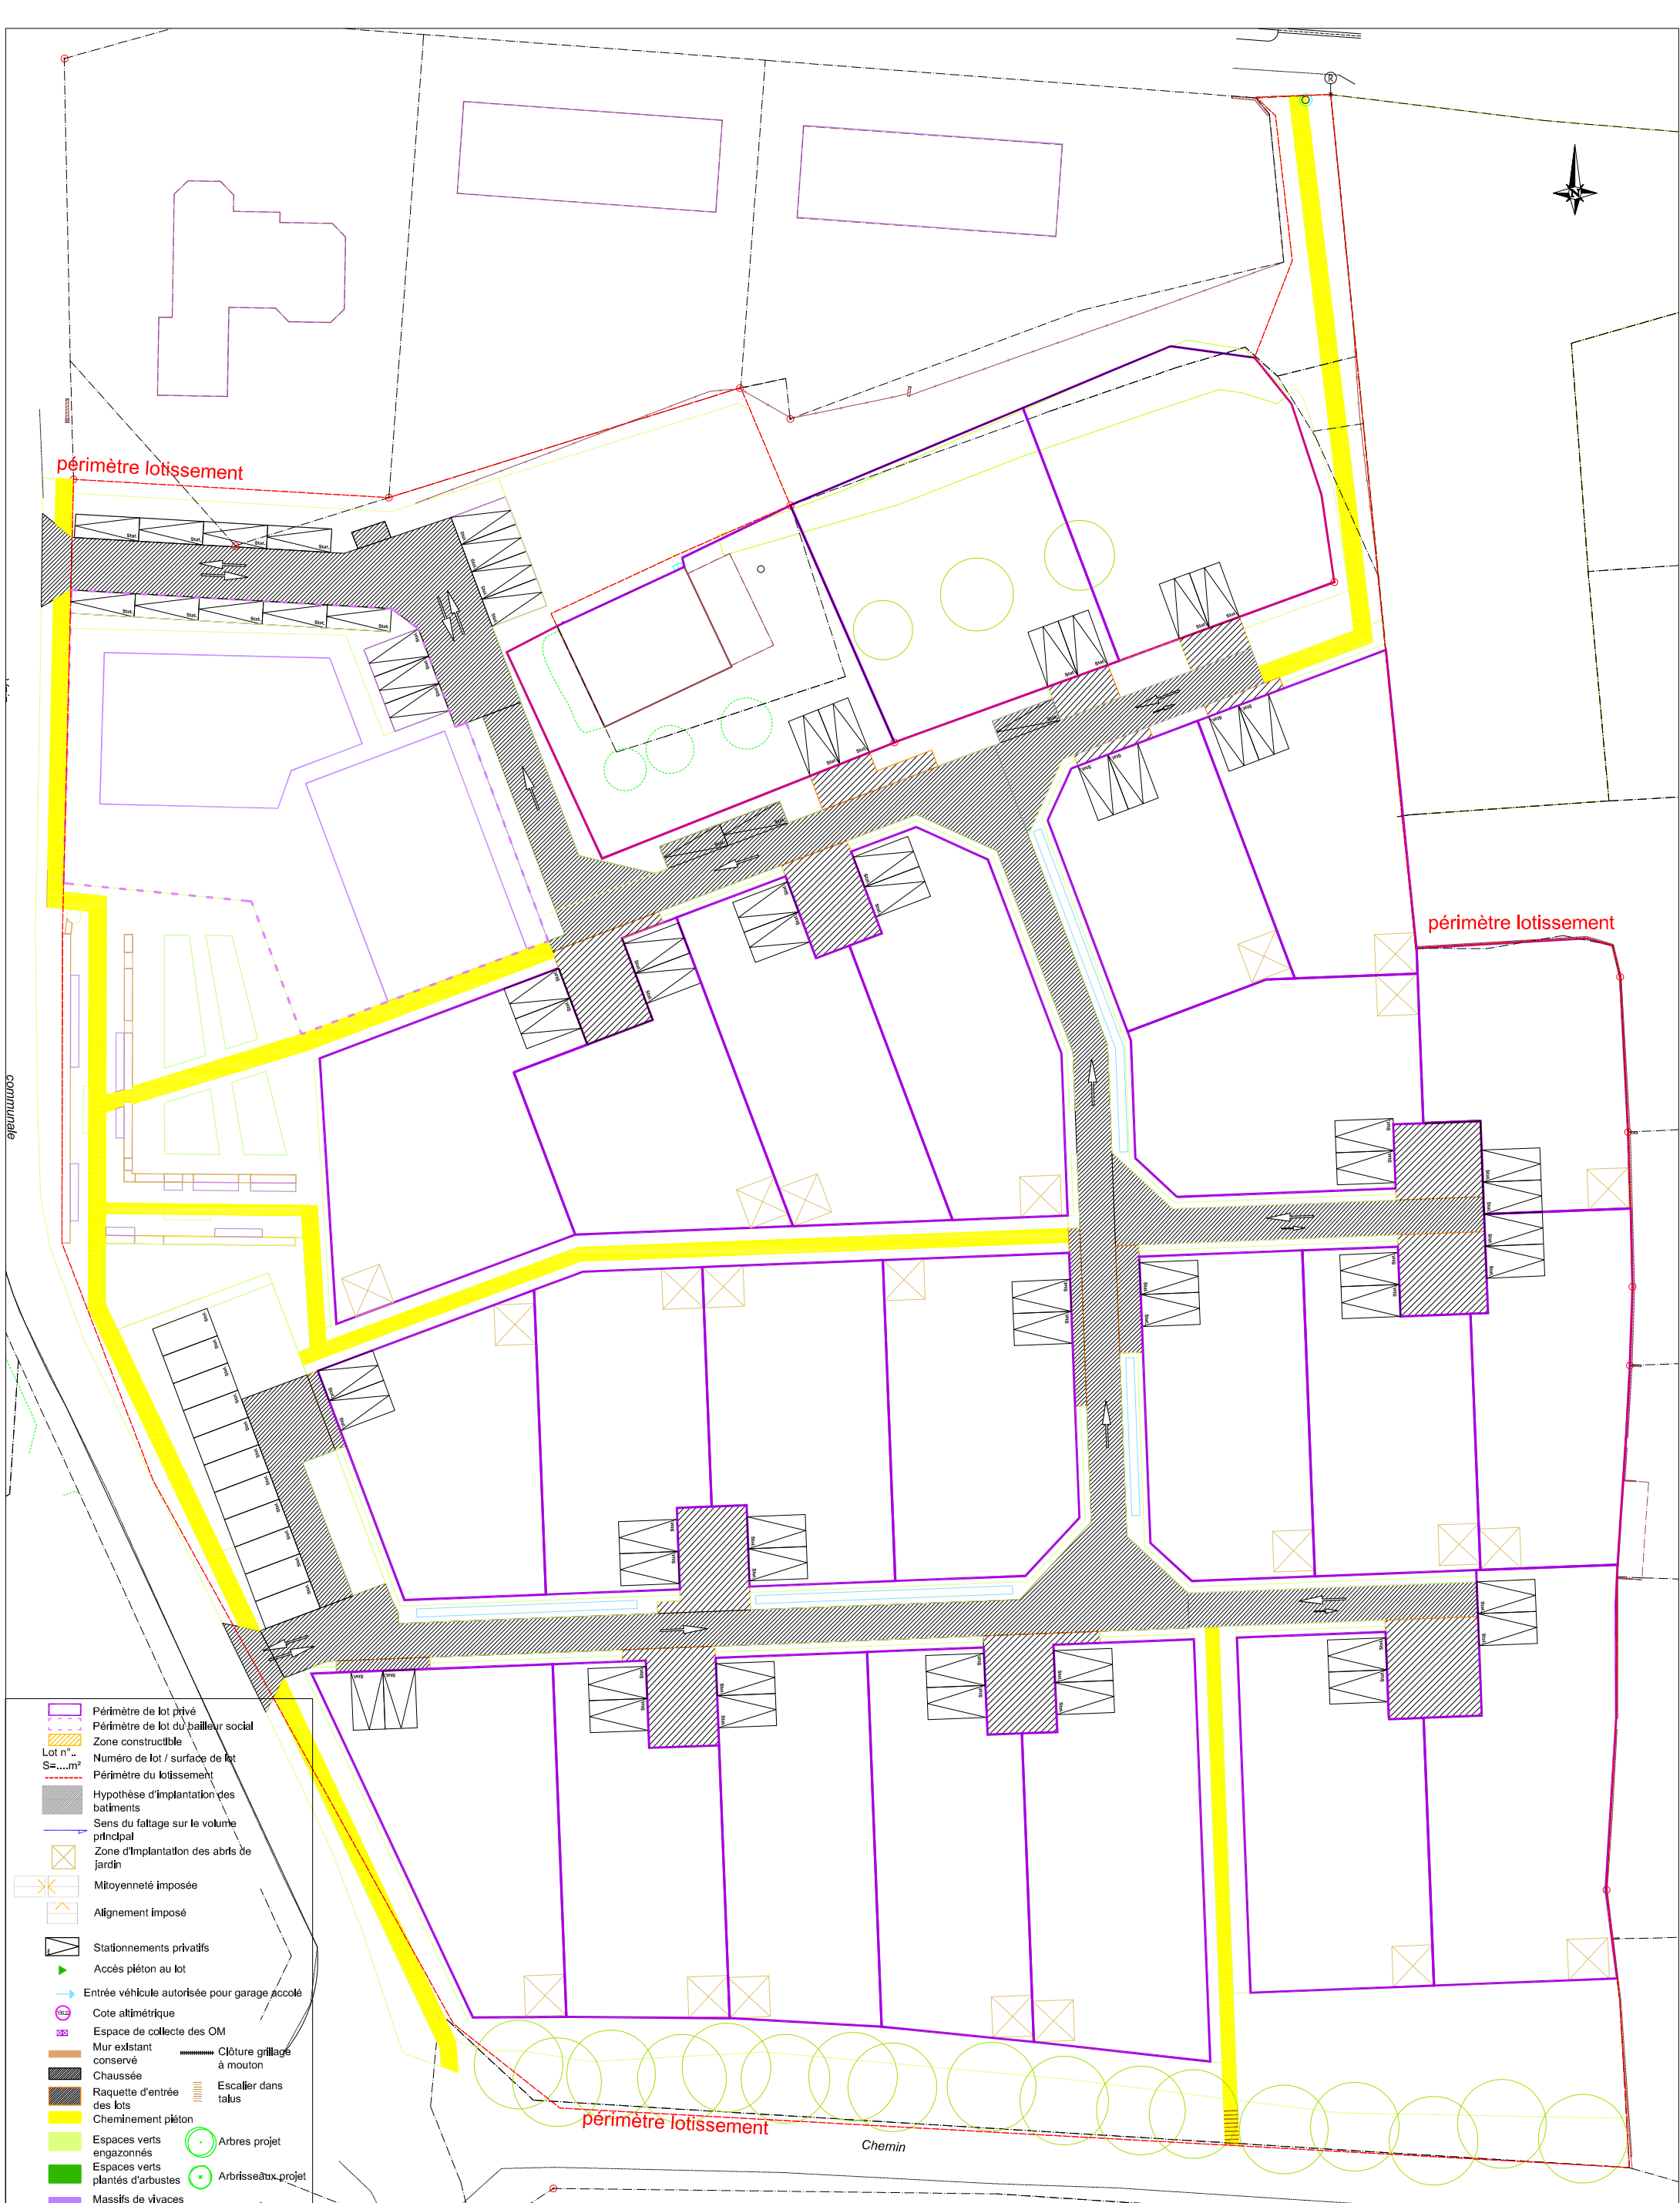 périmètre lotissement
périmètre lotissement
communale
Périmètre de lot privé
Périmètre de lot du bailleur social
Zone constructible
Lot n°..
S=....m²
Numéro de lot / surface de lot
Périmètre du lotissement
Hypothèse d'implantation des
batiments
Sens du faîtage sur le volume
principal
Zone d'implantation des abris de
jardin
Mitoyenneté imposée
Alignement imposé
Stationnements privatifs
Accès piéton au lot
Entrée véhicule autorisée pour garage accolé
Cote altimétrique
Espace de collecte des OM
Mur existant
conservé
Clôture grillage
à mouton
Chaussée
Raquette d'entrée
des lots
Escalier dans
talus
Cheminement piéton
Espaces verts
engazonnés
Arbres projet
Espaces verts
plantés d'arbustes
Arbrisseaux projet
Massifs de vivaces
périmètre lotissement
Chemin